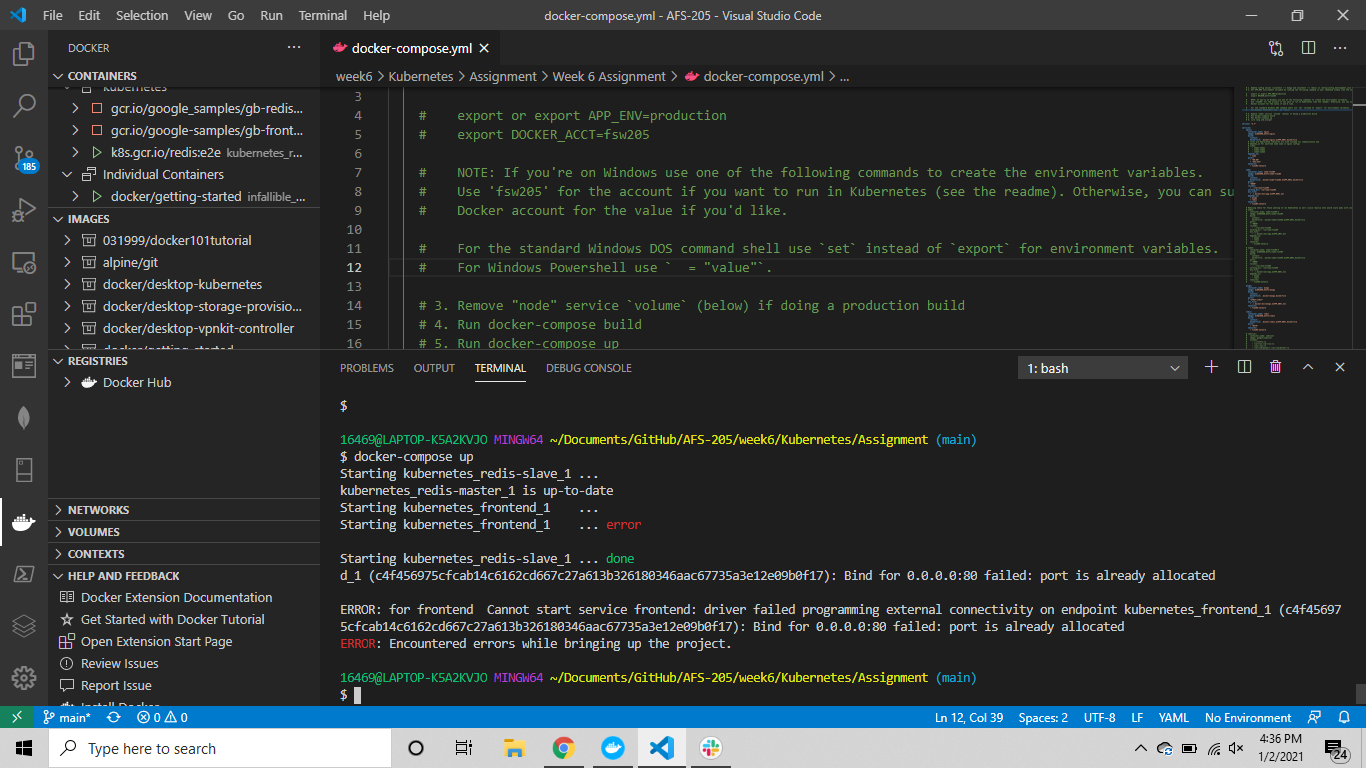 File Edit Selection View Go Run Terminal Help docker-compose.yml - AFS-205 - Visual Studio Code
DOCKER
CONTAINERS
kubernetes
gcr.io/google_samples/gb-redis...
gcr.io/google-samples/gb-front...
k8s.gcr.io/redis:e2e kubernetes_r...
Individual Containers
docker/getting-started infallible_...
IMAGES
031999/docker101tutorial
alpine/git
docker/desktop-kubernetes
docker/desktop-storage-provisio...
docker/desktop-vpnkit-controller
docker/getting-started
REGISTRIES
Docker Hub
NETWORKS
VOLUMES
CONTEXTS
HELP AND FEEDBACK
Docker Extension Documentation
Get Started with Docker Tutorial
Open Extension Start Page
Review Issues
Report Issue
Install Docker
185
docker-compose.yml
week6 > Kubernetes > Assignment > Week 6 Assignment > docker-compose.yml > ...
3
4 # export or export APP_ENV=production
5 # export DOCKER_ACCT=fsw205
6
7 # NOTE: If you're on Windows use one of the following commands to create the environment variables.
8 # Use 'fsw205' for the account if you want to run in Kubernetes (see the readme). Otherwise, you can su
9 # Docker account for the value if you'd like.
10
11 # For the standard Windows DOS command shell use `set` instead of `export` for environment variables.
12 # For Windows Powershell use `  = "value"`.
13
14 # 3. Remove "node" service `volume` (below) if doing a production build
15 # 4. Run docker-compose build
16 # 5. Run docker-compose up
PROBLEMS OUTPUT TERMINAL DEBUG CONSOLE 1: bash
$
16469@LAPTOP-K5A2KVJO MINGW64 ~/Documents/GitHub/AFS-205/week6/Kubernetes/Assignment (main)
$ docker-compose up
Starting kubernetes_redis-slave_1 ...
kubernetes_redis-master_1 is up-to-date
Starting kubernetes_frontend_1 ...
Starting kubernetes_frontend_1 ... error
Starting kubernetes_redis-slave_1 ... done
d_1 (c4f456975cfcab14c6162cd667c27a613b326180346aac67735a3e12e09b0f17): Bind for 0.0.0.0:80 failed: port is already allocated
ERROR: for frontend  Cannot start service frontend: driver failed programming external connectivity on endpoint kubernetes_frontend_1 (c4f45697
5cfcab14c6162cd667c27a613b326180346aac67735a3e12e09b0f17): Bind for 0.0.0.0:80 failed: port is already allocated
ERROR: Encountered errors while bringing up the project.
16469@LAPTOP-K5A2KVJO MINGW64 ~/Documents/GitHub/AFS-205/week6/Kubernetes/Assignment (main)
$
main* 0 0 Ln 12, Col 39 Spaces: 2 UTF-8 LF YAML No Environment
Type here to search
4:36 PM
1/2/2021
24